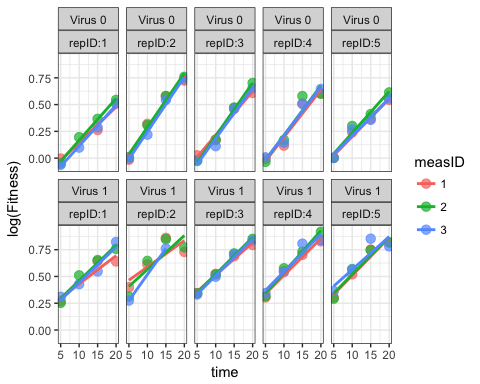 Virus 0 Virus 0 Virus 0 Virus 0 Virus 0
repID:1 repID:2 repID:3 repID:4 repID:5
0.75
0.50
0.25
0.00
Virus 1 Virus 1 Virus 1 Virus 1 Virus 1
repID:1 repID:2 repID:3 repID:4 repID:5
0.75
0.50
0.25
0.00
5 10 15 20 5 10 15 20 5 10 15 20 5 10 15 20 5 10 15 20
time
log(Fitness)
measID
1
2
3